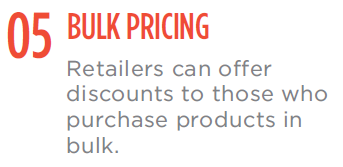 05 BULK PRICING
Retailers can offer
discounts to those who
purchase products in
bulk.